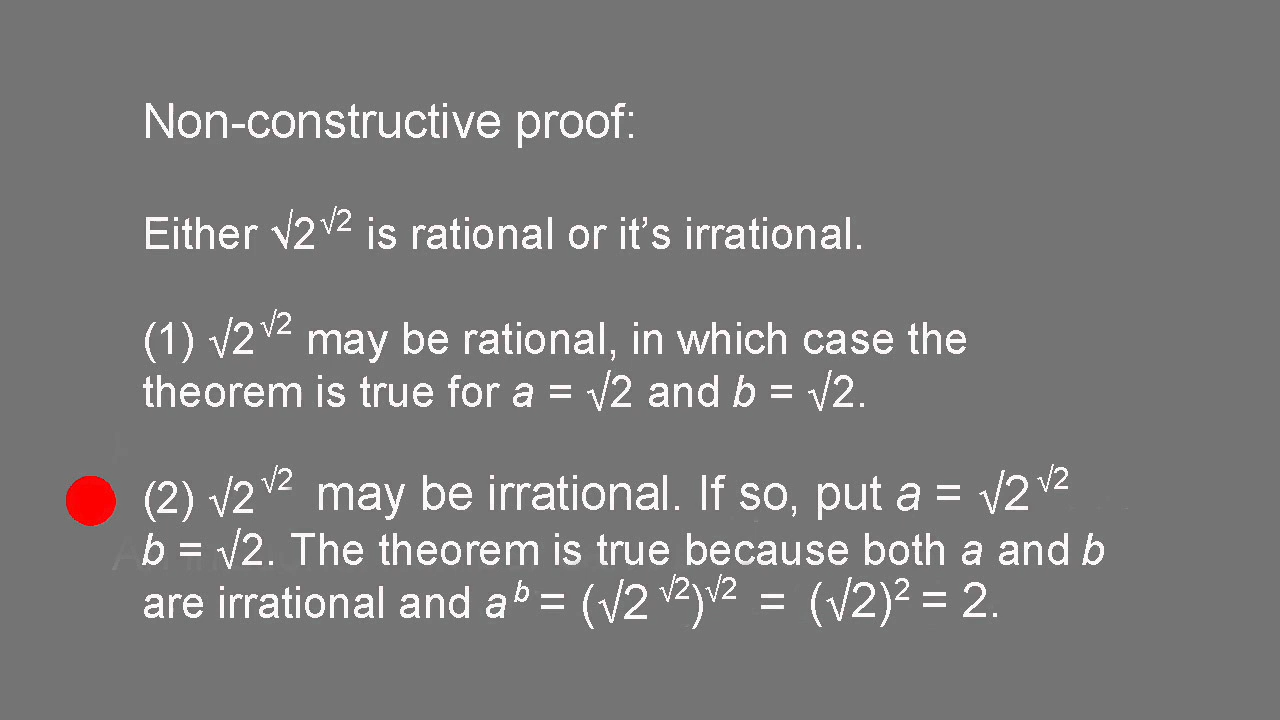 Non-constructive proof:
Either √2^√2 is rational or it’s irrational.
(1) √2^√2 may be rational, in which case the
theorem is true for a = √2 and b = √2.
(2) √2^√2 may be irrational. If so, put a = √2^√2
b = √2. The theorem is true because both a and b
are irrational and a^b = (√2^√2)^√2 = (√2)² = 2.